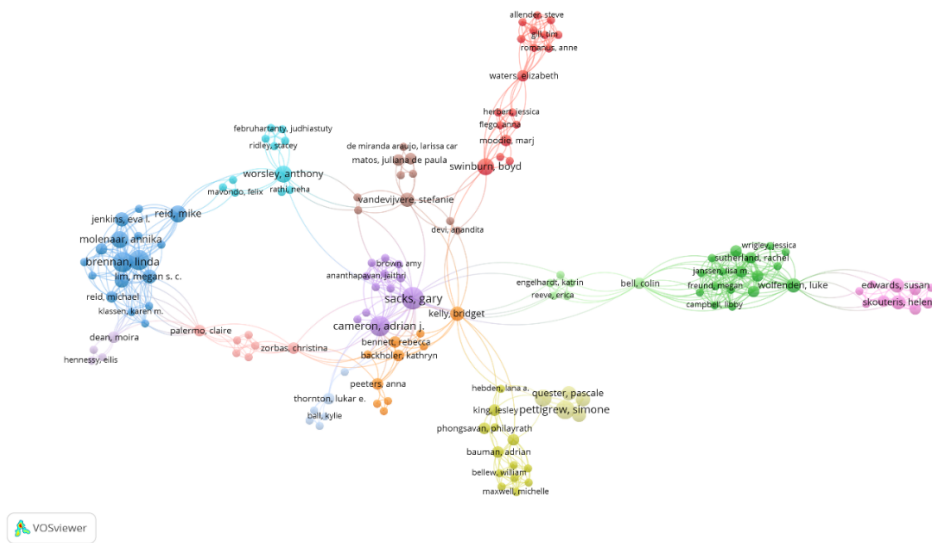 allender, steve
gill, tim
romanus, anne
waters, elizabeth
herbert, jessica
fiego, anna
moodie, marj
swinburn, boyd
februhartanty, judhiastuty
ridley, stacey
worsley, anthony
mavondo, felix
rathi, neha
de miranda araujo, larissa car
matos, juliana de paula
vandevijvere, stefanie
devi, anandita
jenkins, eva l.
reid, mike
molenaar, annika
brennan, linda
lim, megan s. c.
reid, michael
klassen, karen m.
dean, moira
hennessy, ellis
palermo, claire
zorbas, christina
brown, amy
ananthapavan, jaithri
sacks, gary
cameron, adrian j.
kelly, bridget
bennett, rebecca
backholer, kathryn
peeters, anna
thornton, lukar e.
ball, kylie
engelhardt, katrin
reeve, erica
bell, colin
wrigley, jessica
sutherland, rachel
janssen, lisa m.
freund, megan
wolfenden, luke
campbell, libby
edwards, susan
skouteris, helen
hebden, lana a.
quester, pascale
king, lesley
pettigrew, simone
phongsavan, philayrath
bauman, adrian
bellew, william
maxwell, michelle
VOSviewer